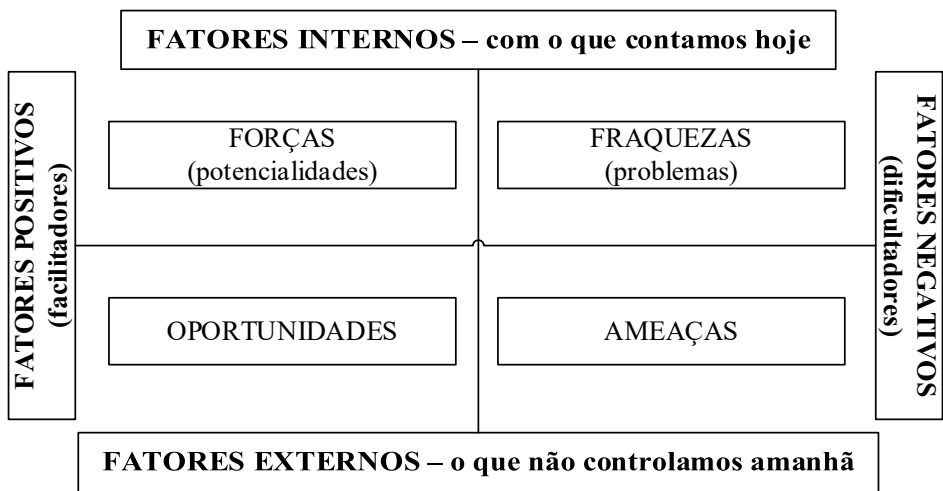 FATORES INTERNOS – com o que contamos hoje
FATORES POSITIVOS
(facilitadores)
FORÇAS
(potencialidades)
FRAQUEZAS
(problemas)
FATORES NEGATIVOS
(dificultadores)
OPORTUNIDADES
AMEAÇAS
FATORES EXTERNOS – o que não controlamos amanhã